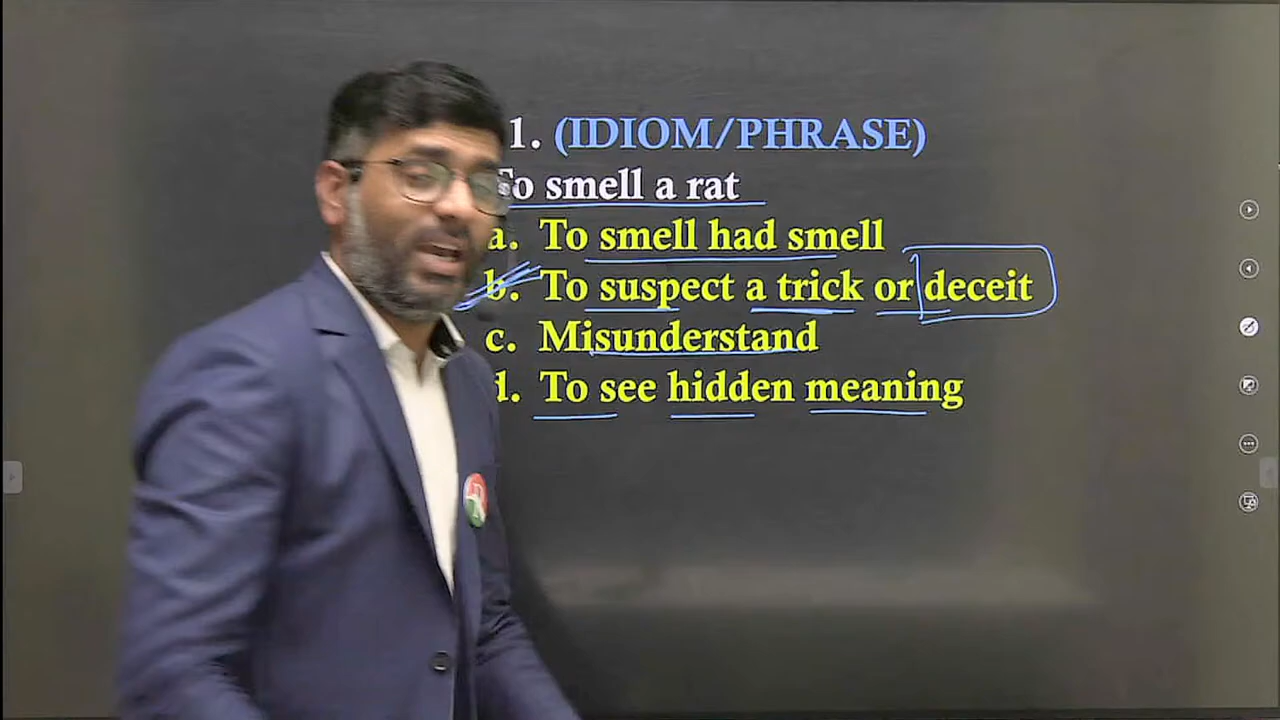 1. (IDIOM/PHRASE)
To smell a rat
a. To smell had smell
b. To suspect a trick or deceit
c. Misunderstand
d. To see hidden meaning